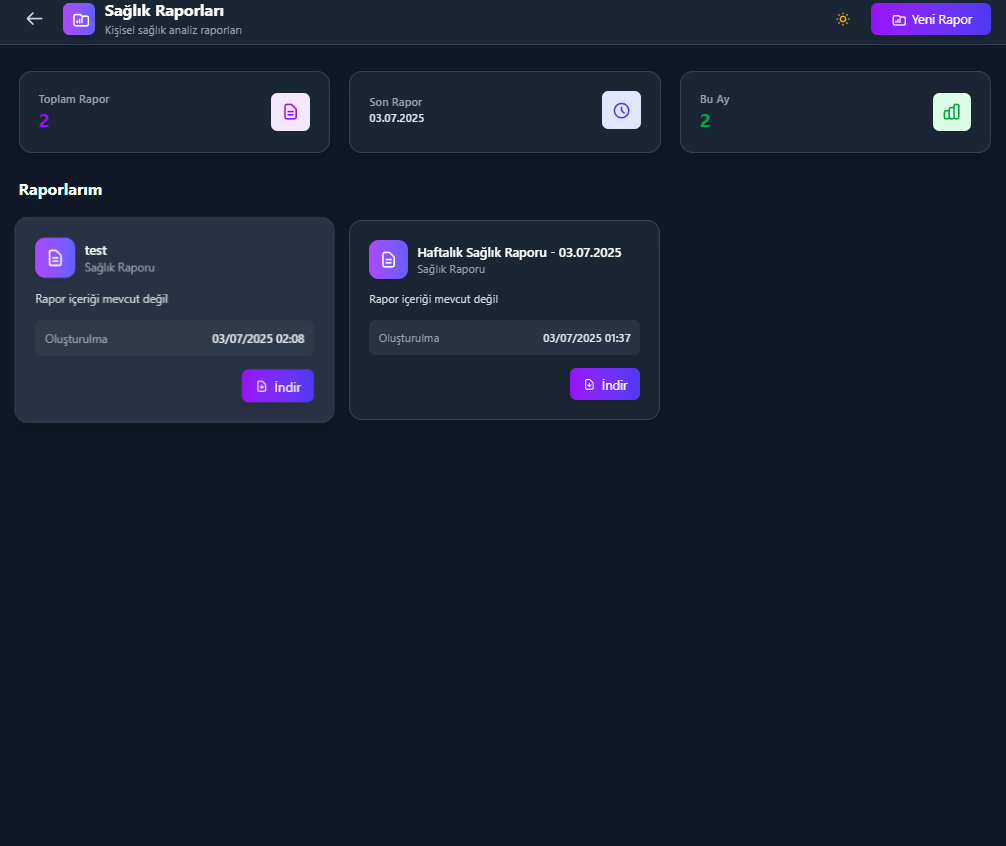 Sağlık Raporları
Kişisel sağlık analiz raporları
Yeni Rapor
Toplam Rapor
2
Son Rapor
03.07.2025
Bu Ay
2
Raporlarım
test
Sağlık Raporu
Rapor içeriği mevcut değil
Oluşturulma 03/07/2025 02:08
İndir
Haftalık Sağlık Raporu - 03.07.2025
Sağlık Raporu
Rapor içeriği mevcut değil
Oluşturulma 03/07/2025 01:37
İndir